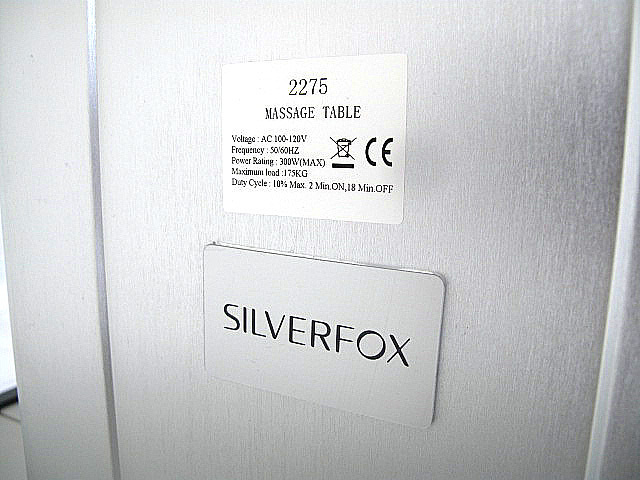 2275
MASSAGE TABLE
Voltage : AC 100-120V
Frequency : 50/60HZ
Power Rating : 300W(MAX)
Maximum load :175KG
Duty Cycle : 10% Max. 2 Min.ON,18 Min.OFF
CE
SILVERFOX